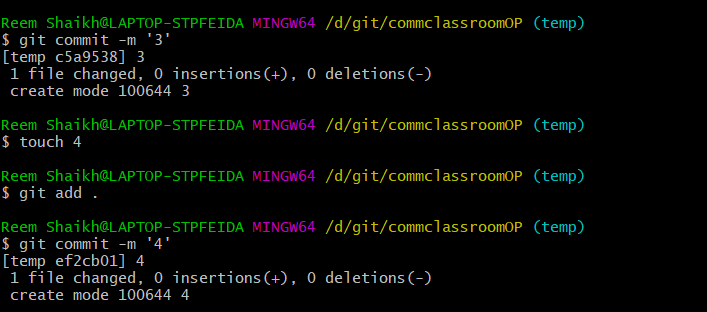 Reem Shaikh@LAPTOP-STPFEIDA MINGW64 /d/git/commclassroomOP (temp)
$ git commit -m '3'
[temp c5a9538] 3
 1 file changed, 0 insertions(+), 0 deletions(-)
 create mode 100644 3
Reem Shaikh@LAPTOP-STPFEIDA MINGW64 /d/git/commclassroomOP (temp)
$ touch 4
Reem Shaikh@LAPTOP-STPFEIDA MINGW64 /d/git/commclassroomOP (temp)
$ git add .
Reem Shaikh@LAPTOP-STPFEIDA MINGW64 /d/git/commclassroomOP (temp)
$ git commit -m '4'
[temp ef2cb01] 4
 1 file changed, 0 insertions(+), 0 deletions(-)
 create mode 100644 4